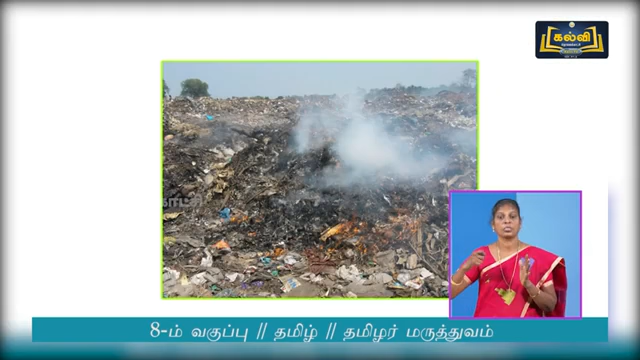 கல்வி
8-ம் வகுப்பு // தமிழ் // தமிழர் மருத்துவம்